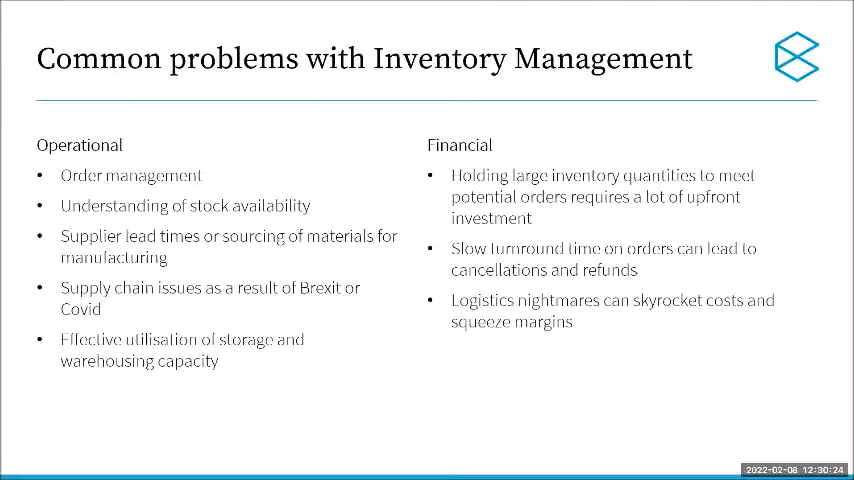 Common problems with Inventory Management
Operational
• Order management
• Understanding of stock availability
• Supplier lead times or sourcing of materials for
manufacturing
• Supply chain issues as a result of Brexit or
Covid
• Effective utilisation of storage and
warehousing capacity
Financial
• Holding large inventory quantities to meet
potential orders requires a lot of upfront
investment
• Slow turnround time on orders can lead to
cancellations and refunds
• Logistics nightmares can skyrocket costs and
squeeze margins
2022-02-08 12:30:24